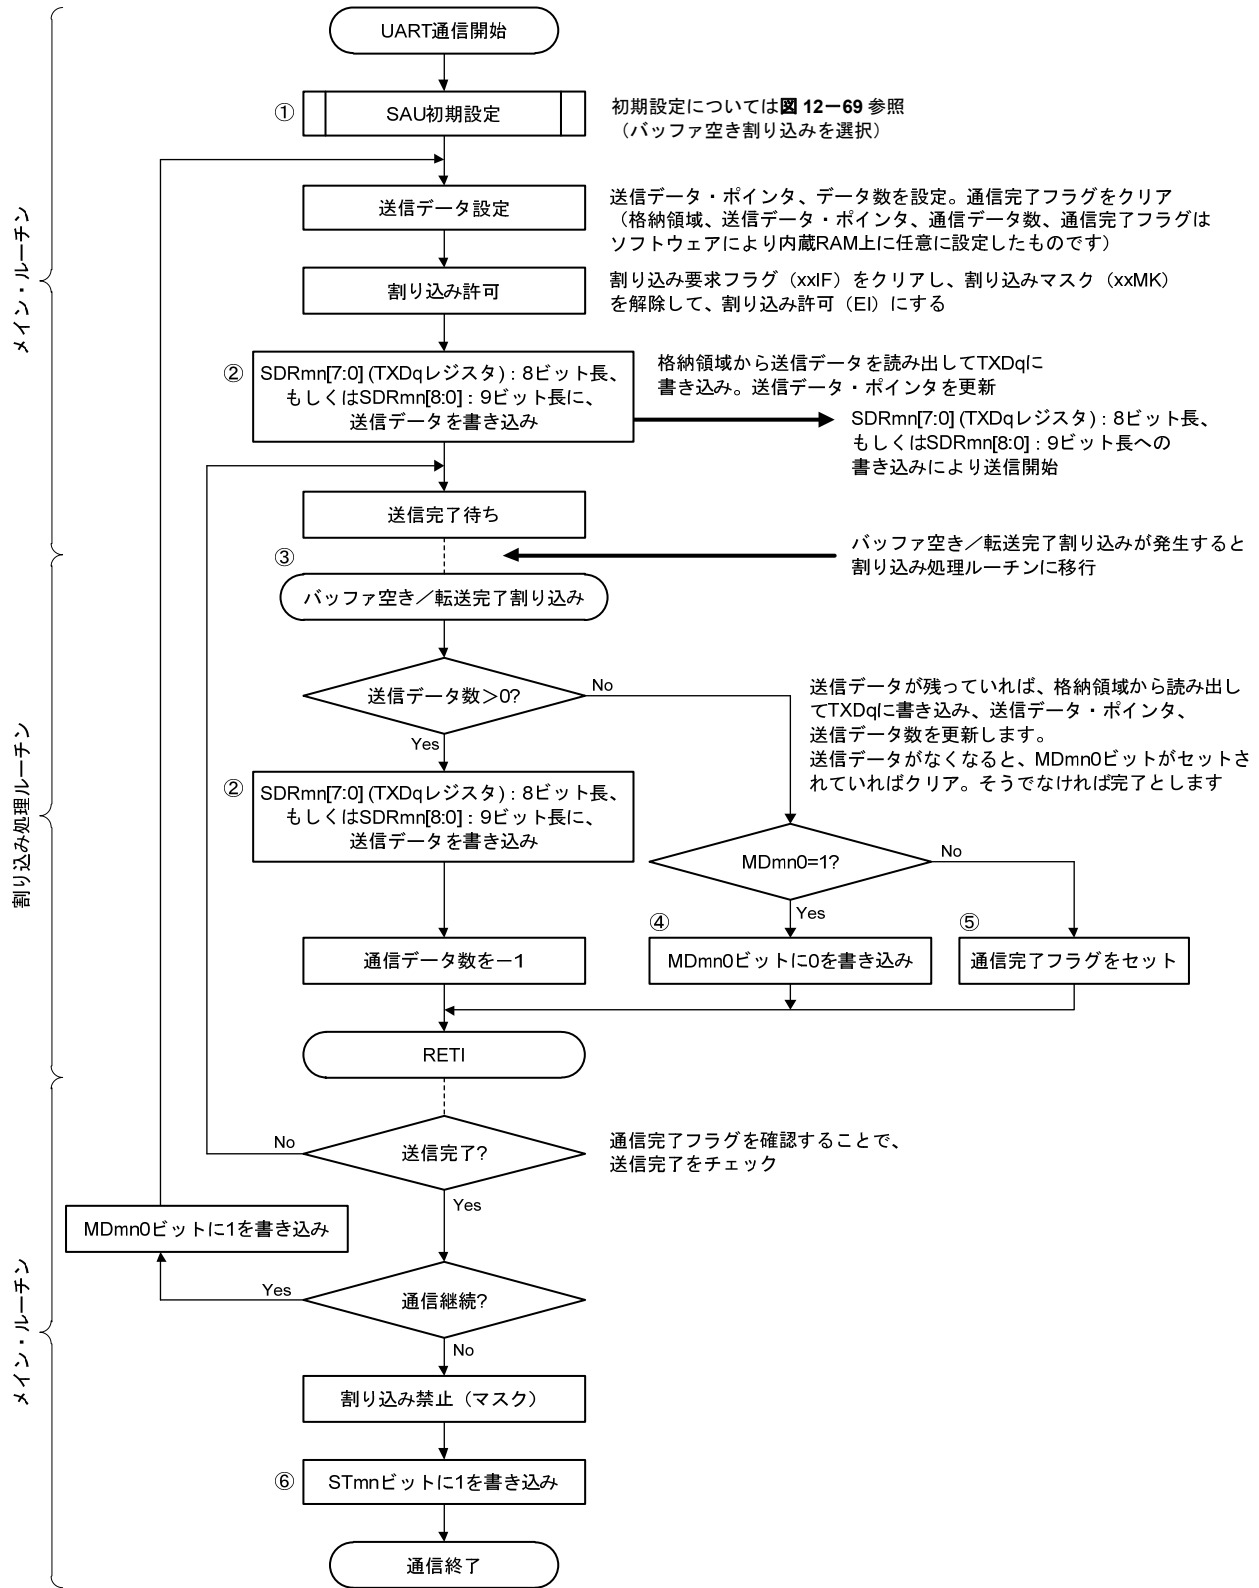 UART通信開始
①
SAU初期設定
初期設定については図 12－69 参照
（バッファ空き割り込みを選択）
メイン・ルーチン
送信データ設定
送信データ・ポインタ、データ数を設定。通信完了フラグをクリア
（格納領域、送信データ・ポインタ、通信データ数、通信完了フラグは
ソフトウェアにより内蔵RAM上に任意に設定したものです）
割り込み許可
割り込み要求フラグ（xxIF）をクリアし、割り込みマスク（xxMK）
を解除して、割り込み許可（EI）にする
②
SDRmn[7:0] (TXDqレジスタ) : 8ビット長、
もしくはSDRmn[8:0] : 9ビット長に、
送信データを書き込み
格納領域から送信データを読み出してTXDqに
書き込み。送信データ・ポインタを更新
SDRmn[7:0] (TXDqレジスタ) : 8ビット長、
もしくはSDRmn[8:0] : 9ビット長への
書き込みにより送信開始
送信完了待ち
③
バッファ空き／転送完了割り込みが発生すると
割り込み処理ルーチンに移行
バッファ空き／転送完了割り込み
割り込み処理ルーチン
送信データ数＞0?
No
Yes
送信データが残っていれば、格納領域から読み出し
てTXDqに書き込み、送信データ・ポインタ、
送信データ数を更新します。
送信データがなくなると、MDmn0ビットがセットさ
れていればクリア。そうでなければ完了とします
②
SDRmn[7:0] (TXDqレジスタ) : 8ビット長、
もしくはSDRmn[8:0] : 9ビット長に、
送信データを書き込み
MDmn0=1?
No
Yes
通信データ数を－1
④
MDmn0ビットに0を書き込み
⑤
通信完了フラグをセット
RETI
メイン・ルーチン
送信完了?
No
Yes
通信完了フラグを確認することで、
送信完了をチェック
MDmn0ビットに1を書き込み
通信継続?
Yes
No
割り込み禁止（マスク）
⑥
STmnビットに1を書き込み
通信終了